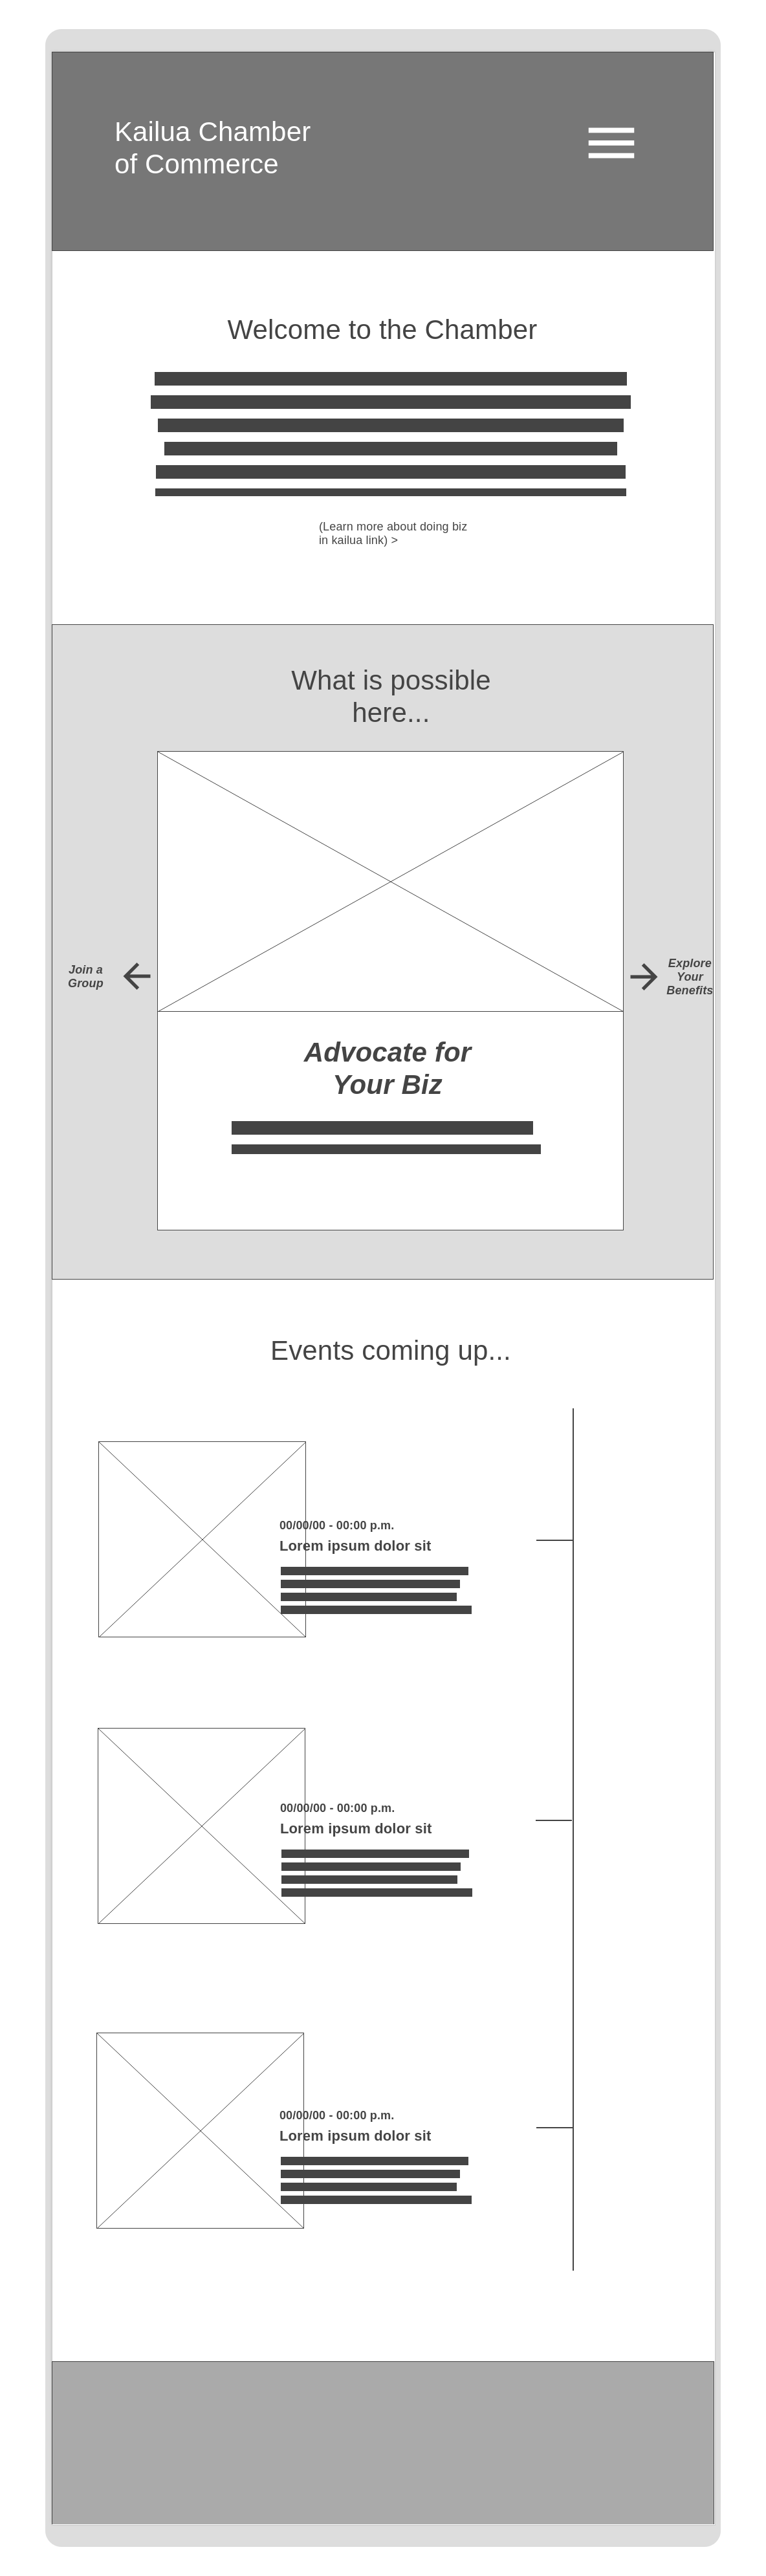 Kailua Chamber
of Commerce
Welcome to the Chamber
(Learn more about doing biz
in kailua link) >
What is possible
here...
Join a
Group
Explore
Your
Benefits
Advocate for
Your Biz
Events coming up...
00/00/00 - 00:00 p.m.
Lorem ipsum dolor sit
00/00/00 - 00:00 p.m.
Lorem ipsum dolor sit
00/00/00 - 00:00 p.m.
Lorem ipsum dolor sit